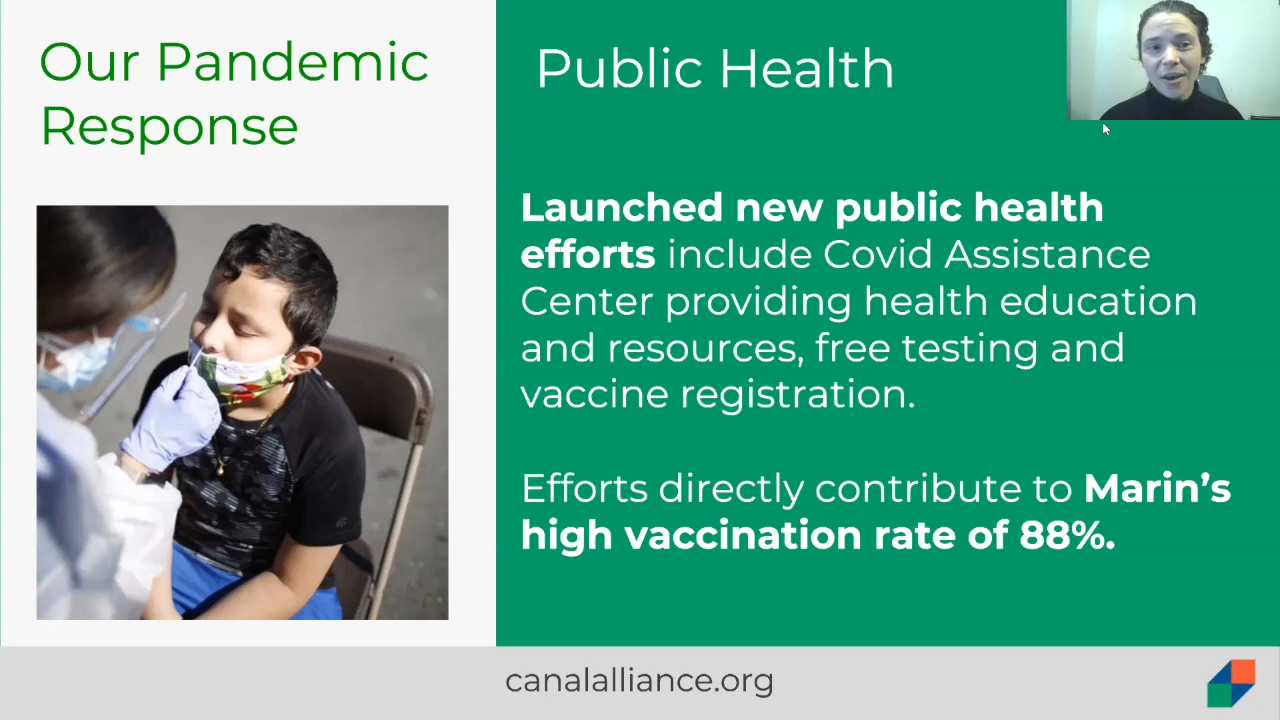 Our Pandemic
Response
Public Health
Launched new public health
efforts include Covid Assistance
Center providing health education
and resources, free testing and
vaccine registration.
Efforts directly contribute to Marin’s
high vaccination rate of 88%.
canalalliance.org